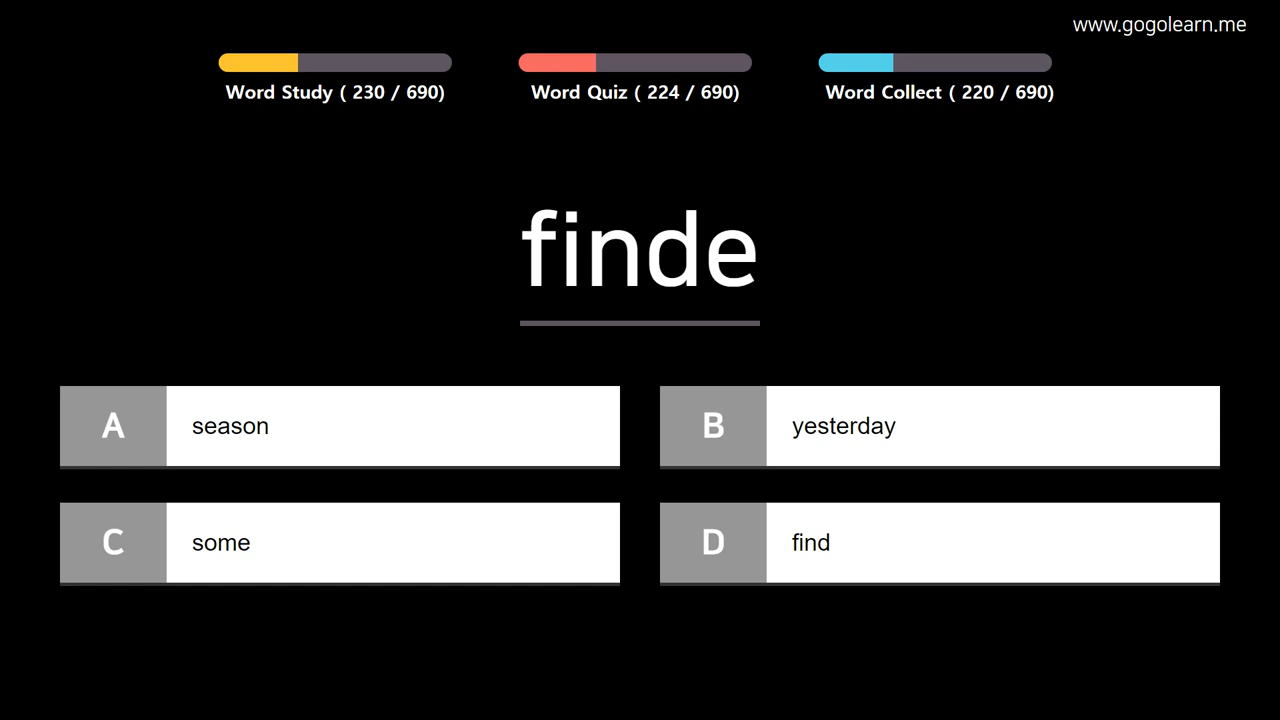 www.gogolearn.me
Word Study ( 230 / 690)
Word Quiz ( 224 / 690)
Word Collect ( 220 / 690)
finde
A season
B yesterday
C some
D find